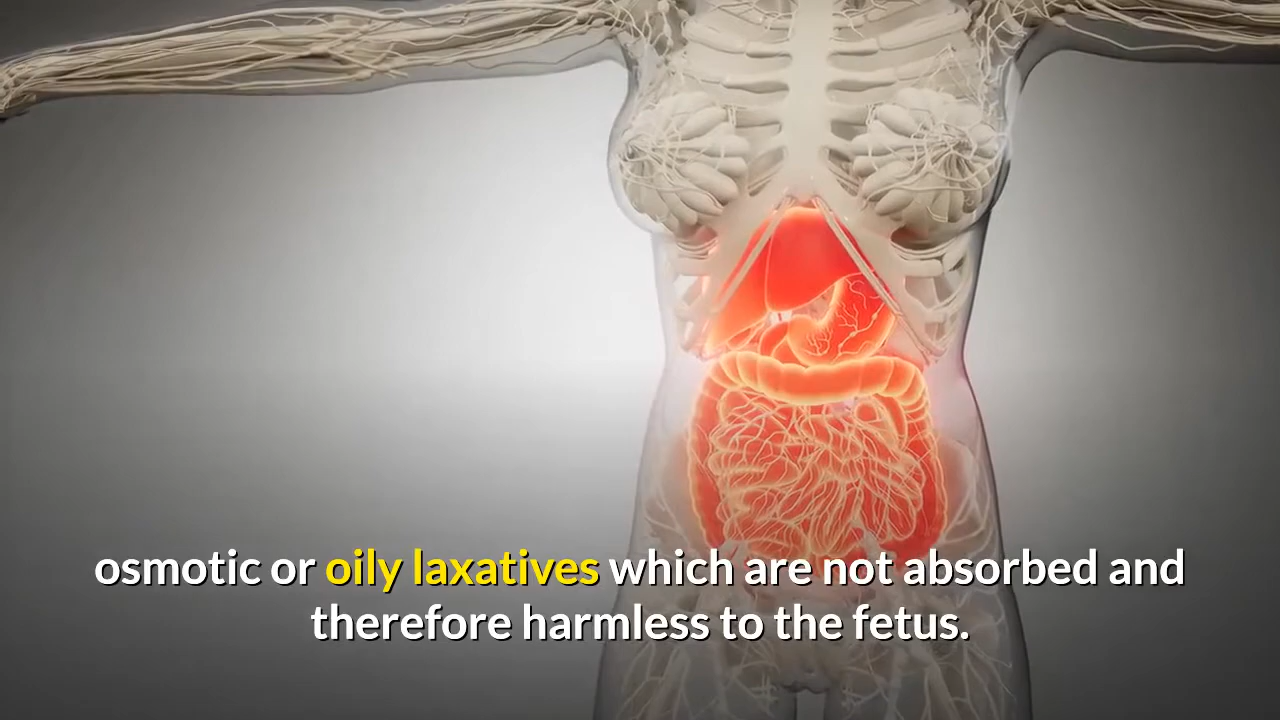 osmotic or oily laxatives which are not absorbed and
therefore harmless to the fetus.